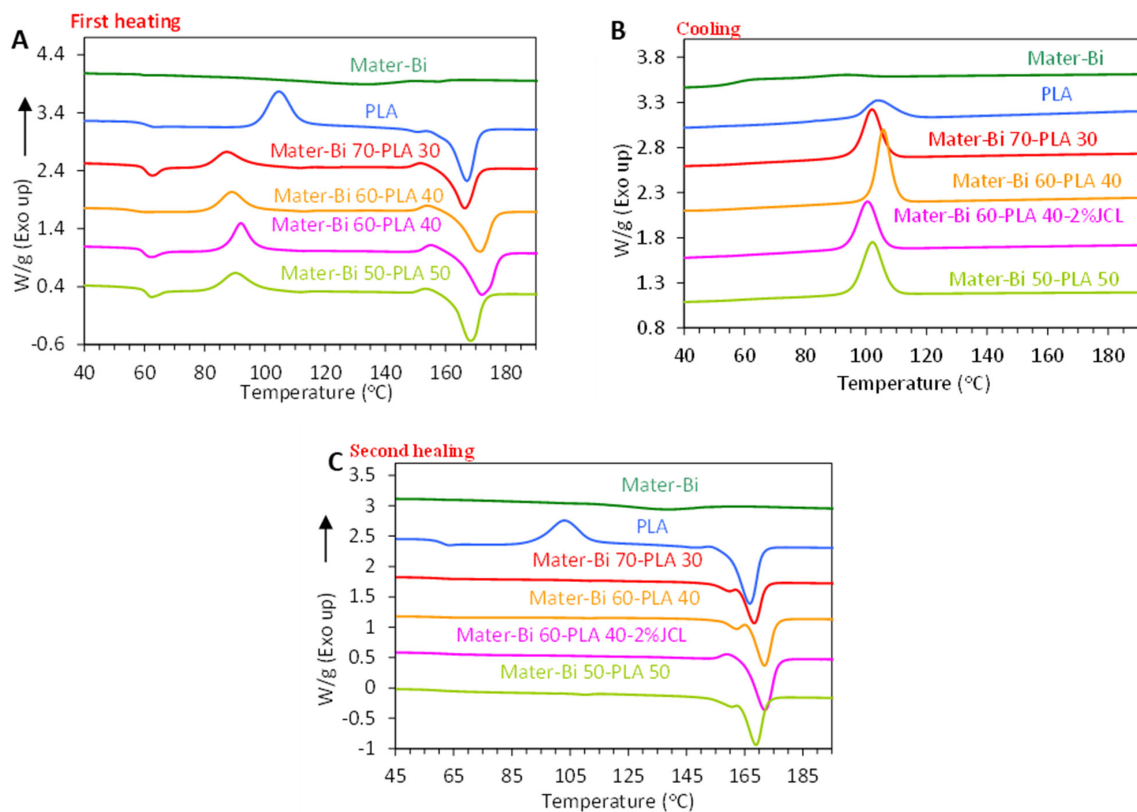 First heating
A
4.4
3.4
2.4
1.4
0.4
-0.6
W/g (Exo up)
Mater-Bi
PLA
Mater-Bi 70-PLA 30
Mater-Bi 60-PLA 40
Mater-Bi 60-PLA 40
Mater-Bi 50-PLA 50
40 60 80 100 120 140 160 180
Temperature (°C)
B
Cooling
3.8
3.3
2.8
2.3
1.8
1.3
0.8
W/g (Exo up)
Mater-Bi
PLA
Mater-Bi 70-PLA 30
Mater-Bi 60-PLA 40
Mater-Bi 60-PLA 40-2%JCL
Mater-Bi 50-PLA 50
40 60 80 100 120 140 160 180
Temperature (°C)
C
Second healing
3.5
3
2.5
2
1.5
1
0.5
0
-0.5
-1
W/g (Exo up)
Mater-Bi
PLA
Mater-Bi 70-PLA 30
Mater-Bi 60-PLA 40
Mater-Bi 60-PLA 40-2%JCL
Mater-Bi 50-PLA 50
45 65 85 105 125 145 165 185
Temperature (°C)